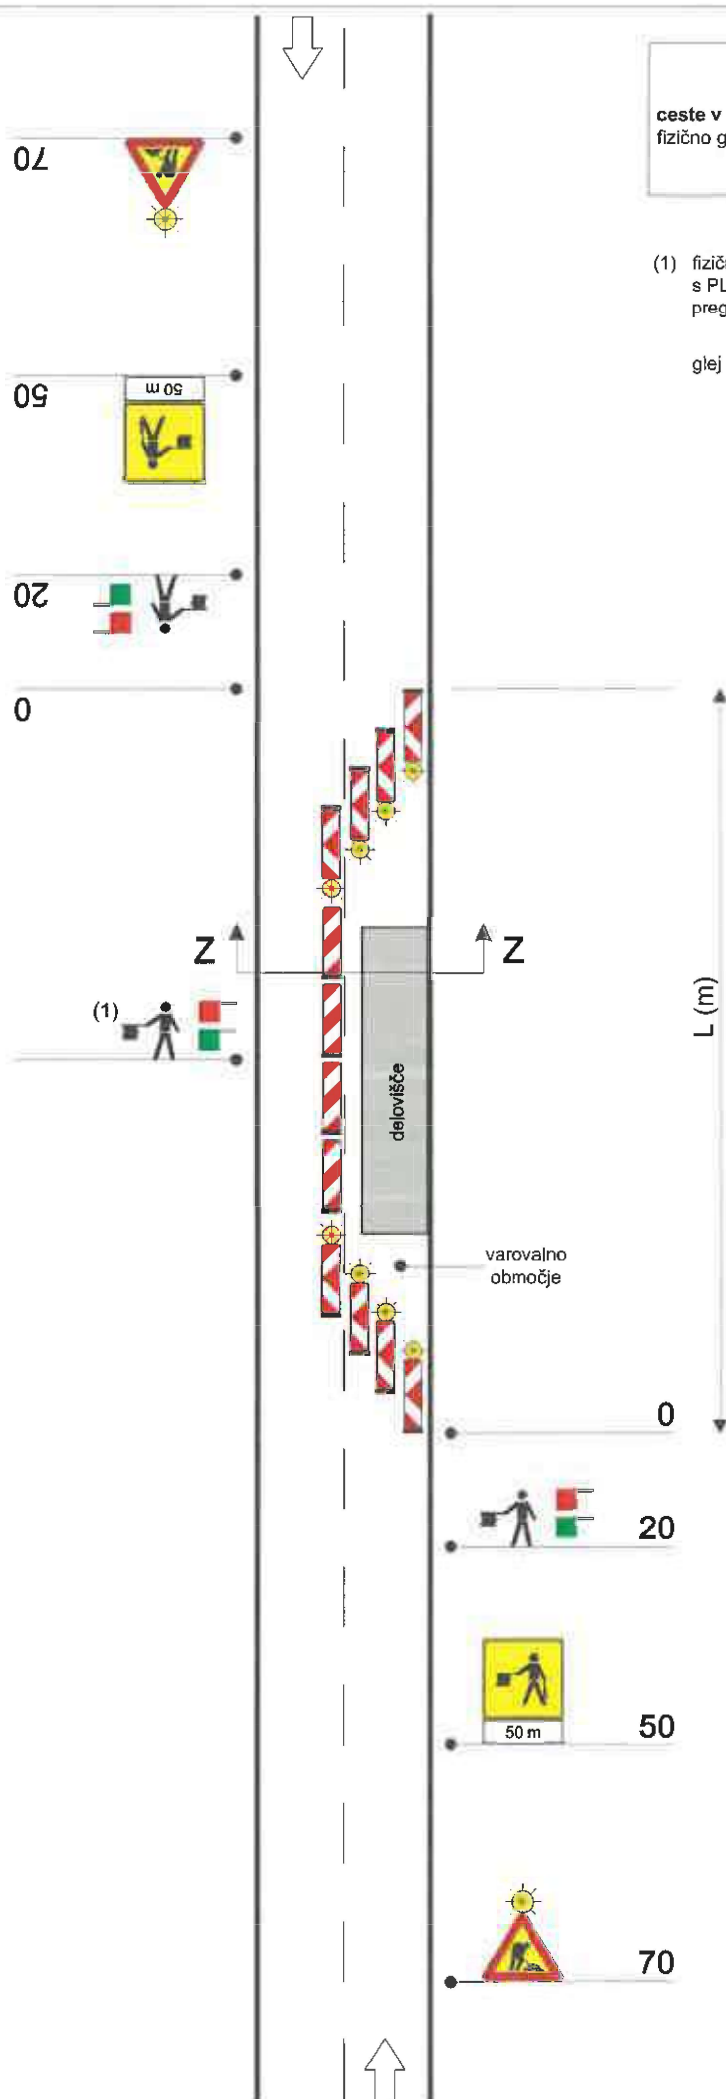 ceste v
fizično g
(1) fizič
s PL
preg
glej
70
50
50 m
20
0
Z Z
(1)
L (m)
delovišče
varovalno
območje
0
20
50 m
50
70